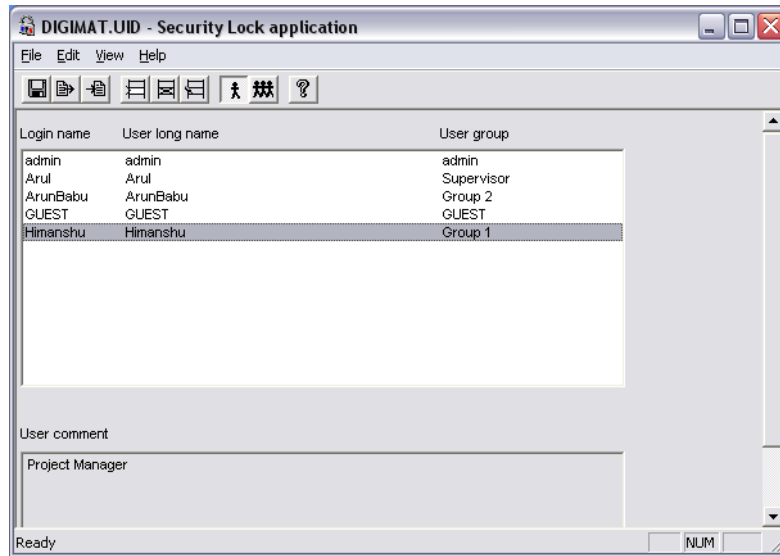 DIGIMAT.UID - Security Lock application
File Edit View Help
Login name User long name User group
admin admin admin
Arul Arul Supervisor
ArunBabu ArunBabu Group 2
GUEST GUEST GUEST
Himanshu Himanshu Group 1
User comment
Project Manager
Ready NUM